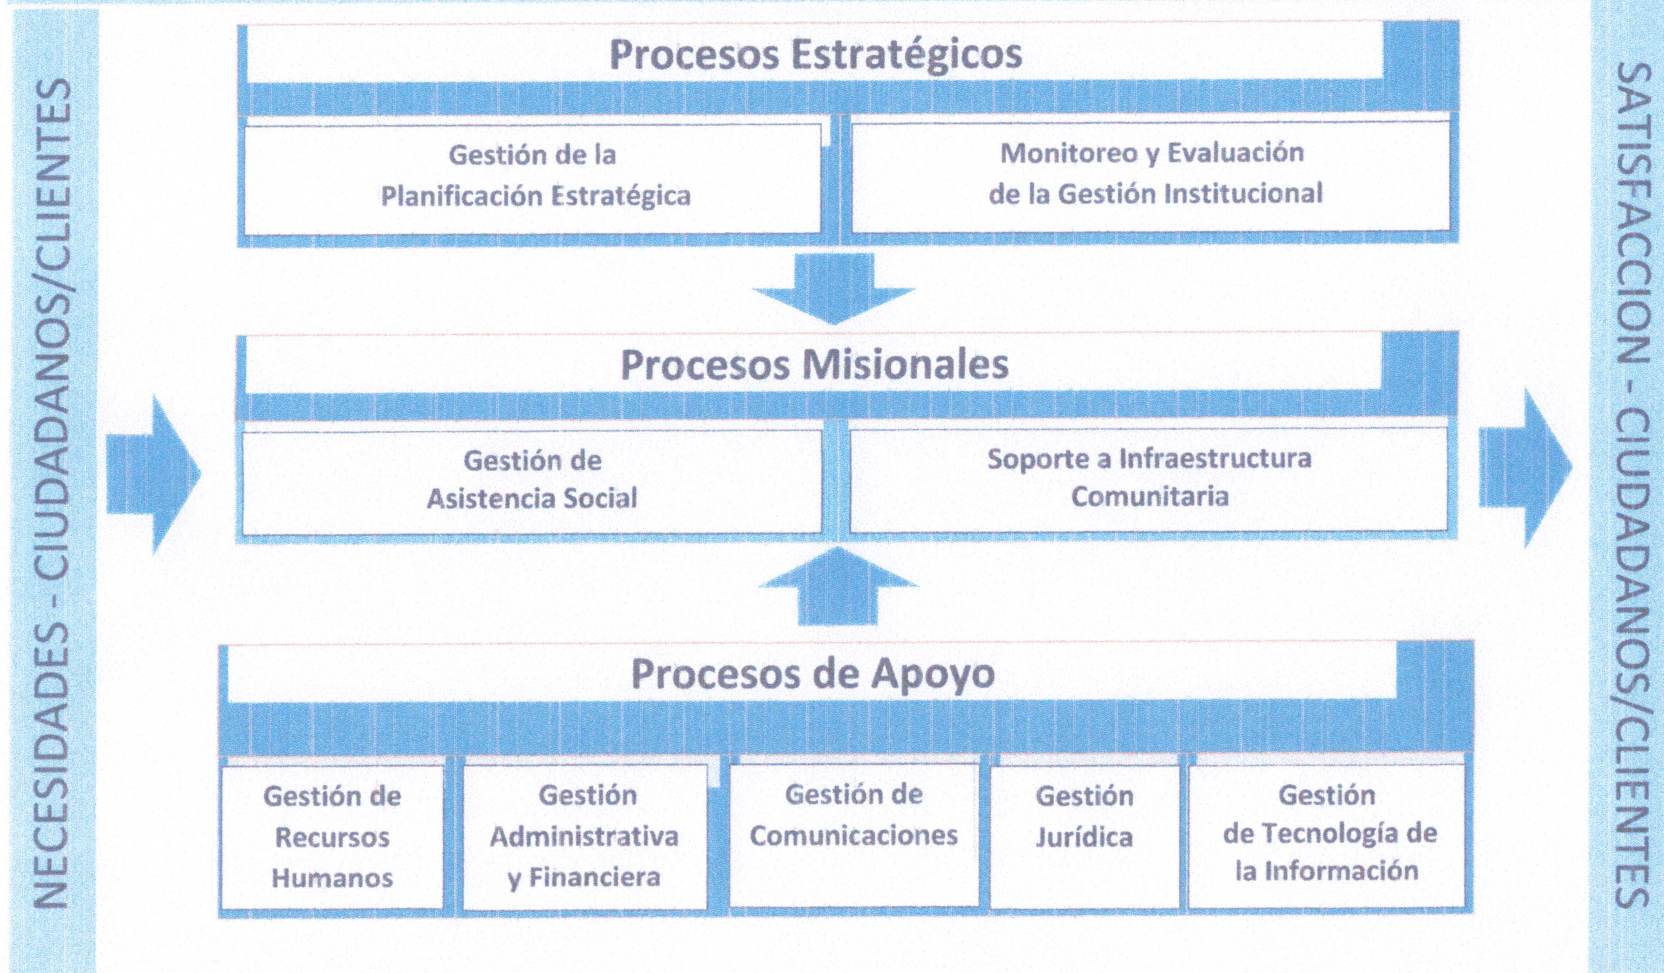 NECESIDADES - CIUDADANOS/CLIENTES
Procesos Estratégicos
Gestión de la
Planificación Estratégica
Monitoreo y Evaluación
de la Gestión Institucional
Procesos Misionales
Gestión de
Asistencia Social
Soporte a Infraestructura
Comunitaria
Procesos de Apoyo
Gestión de
Recursos
Humanos
Gestión
Administrativa
y Financiera
Gestión de
Comunicaciones
Gestión
Jurídica
Gestión
de Tecnología de
la Información
SATISFACCION - CIUDADANOS/CLIENTES